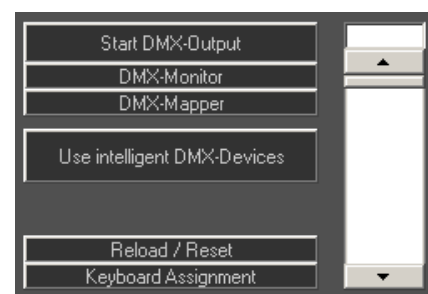 Start DMX-Output
DMX-Monitor
DMX-Mapper
Use intelligent DMX-Devices
Reload / Reset
Keyboard Assignment